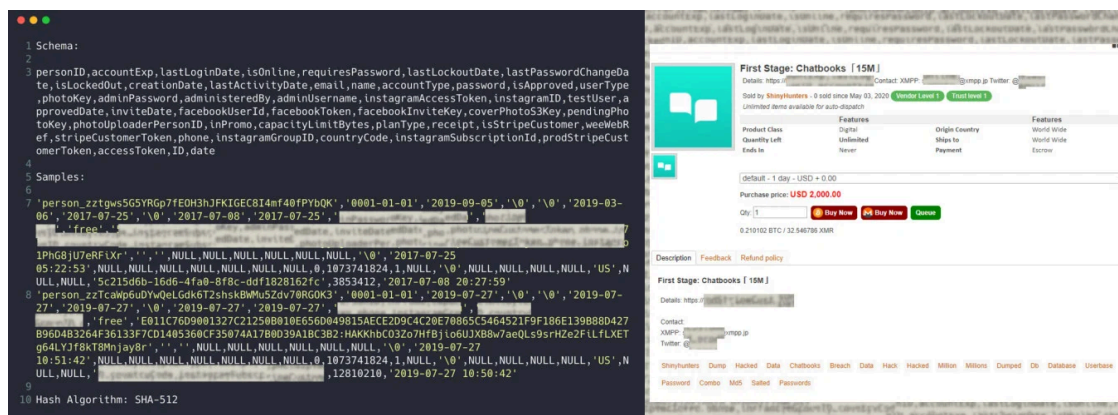 1 Schema:
2
3 personID,accountExp,lastLoginDate,isOnline,requiresPassword,lastLockoutDate,lastPasswordChangeDa
te,isLockedOut,creationDate,lastActivityDate,email,name,accountType,password,isApproved,userType
,photoKey,adminPassword,administeredBy,adminUsername,instagramAccessToken,instagramID,testUser,a
pprovedDate,inviteDate,facebookUserId,facebookToken,facebookInviteKey,coverPhotoS3Key,pendingPho
toKey,photoUploaderPersonID,inPromo,capacityLimitBytes,planType,receipt,isStripeCustomer,weeWebR
ef,stripeCustomerToken,phone,instagramGroupID,countryCode,instagramSubscriptionId,prodStripeCust
omerToken,accessToken,ID,date
4
5 Samples:
6
7 'person_zztgws5G5YRGp7fEOH3hJFKIGEC8I4mf40fPYbQK','0001-01-01','2019-09-05','\0','\0','2019-03-
06','2017-07-25','\0','2017-07-08','2017-07-25','
,'free','
1PhG8jU7eRFiXr','','',NULL,NULL,NULL,NULL,NULL,'\0','2017-07-25
05:22:53',NULL,NULL,NULL,NULL,NULL,NULL,0,1073741824,1,NULL,'\0',NULL,NULL,NULL,NULL,'US',N
ULL,NULL,'5c215d6b-16d6-4fa0-8f8c-ddf1828162fc',3853412,'2017-07-08 20:27:59'
8 'person_zzTcaWp6uDYwQeLGdk6T2shskBWMu5Zdv70RGOK3','0001-01-01','2019-07-27','\0','\0','2019-07-
27','2019-07-27','\0','2019-07-27','2019-07-27','
,'free','E011C76D9001327C21250B010E656D049815AECE2D9C4C20E70865C5464521F9F186E139B88D427
B96D4B3264F36133F7CD1405360CF35074A17B0D39A1BC3B2:HAKKhbCO3Zo7HfBjio6UJXB8w7aeQLs9srHZe2FiLfLXET
g64LYJf8kT8Mnjay8r','','',NULL,NULL,NULL,NULL,NULL,'\0','2019-07-27
10:51:42',NULL,NULL,NULL,NULL,NULL,NULL,0,1073741824,1,NULL,'\0',NULL,NULL,NULL,NULL,'US',N
ULL,NULL,' ,12810210,'2019-07-27 10:50:42'
9
10 Hash Algorithm: SHA-512
First Stage: Chatbooks [15M]
Details: https:// Contact: XMPP: @xmpp.jp Twitter: @
Sold by ShinyHunters - 0 sold since May 03, 2020 Vendor Level 1 Trust level 1
Unlimited items available for auto-dispatch
Features Features
Product Class Digital Origin Country World Wide
Quantity Left Unlimited Ships to World Wide
Ends In Never Payment Escrow
default - 1 day - USD + 0.00
Purchase price: USD 2,000.00
Qty: 1 Buy Now Buy Now Queue
0.210102 BTC / 32.546786 XMR
Description Feedback Refund policy
First Stage: Chatbooks [15M]
Details: https://
Contact
XMPP: xmpp.jp
Twitter: @
Shinyhunters Dump Hacked Data Chatbooks Breach Data Hack Hacked Million Millions Dumped Db Database Userbase
Password Combo Md5 Salted Passwords